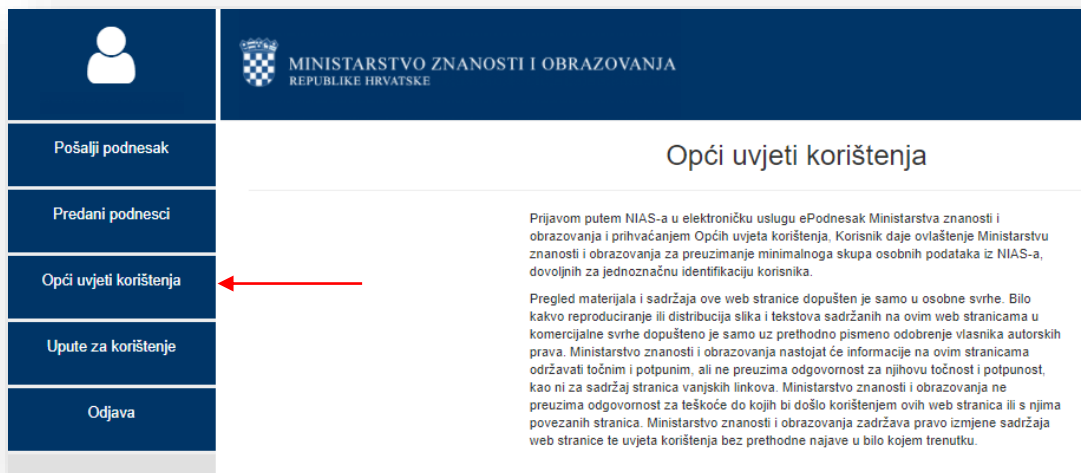 MINISTARSTVO ZNANOSTI I OBRAZOVANJA
REPUBLIKE HRVATSKE
Pošalji podnesak
Predani podnesci
Opći uvjeti korištenja
Upute za korištenje
Odjava
Opći uvjeti korištenja
Prijavom putem NIAS-a u elektroničku uslugu ePodnesak Ministarstva znanosti i
obrazovanja i prihvaćanjem Općih uvjeta korištenja, Korisnik daje ovlaštenje Ministarstvu
znanosti i obrazovanja za preuzimanje minimalnoga skupa osobnih podataka iz NIAS-a,
dovoljnih za jednoznačnu identifikaciju korisnika.
Pregled materijala i sadržaja ove web stranice dopušten je samo u osobne svrhe. Bilo
kakvo reproduciranje ili distribucija slika i tekstova sadržanih na ovim web stranicama u
komercijalne svrhe dopušteno je samo uz prethodno pismeno odobrenje vlasnika autorskih
prava. Ministarstvo znanosti i obrazovanja nastojat će informacije na ovim stranicama
održavati točnim i potpunim, ali ne preuzima odgovornost za njihovu točnost i potpunost,
kao ni za sadržaj stranica vanjskih linkova. Ministarstvo znanosti i obrazovanja ne
preuzima odgovornost za teškoće do kojih bi došlo korištenjem ovih web stranica ili s njima
povezanih stranica. Ministarstvo znanosti i obrazovanja zadržava pravo izmjene sadržaja
web stranice te uvjeta korištenja bez prethodne najave u bilo kojem trenutku.